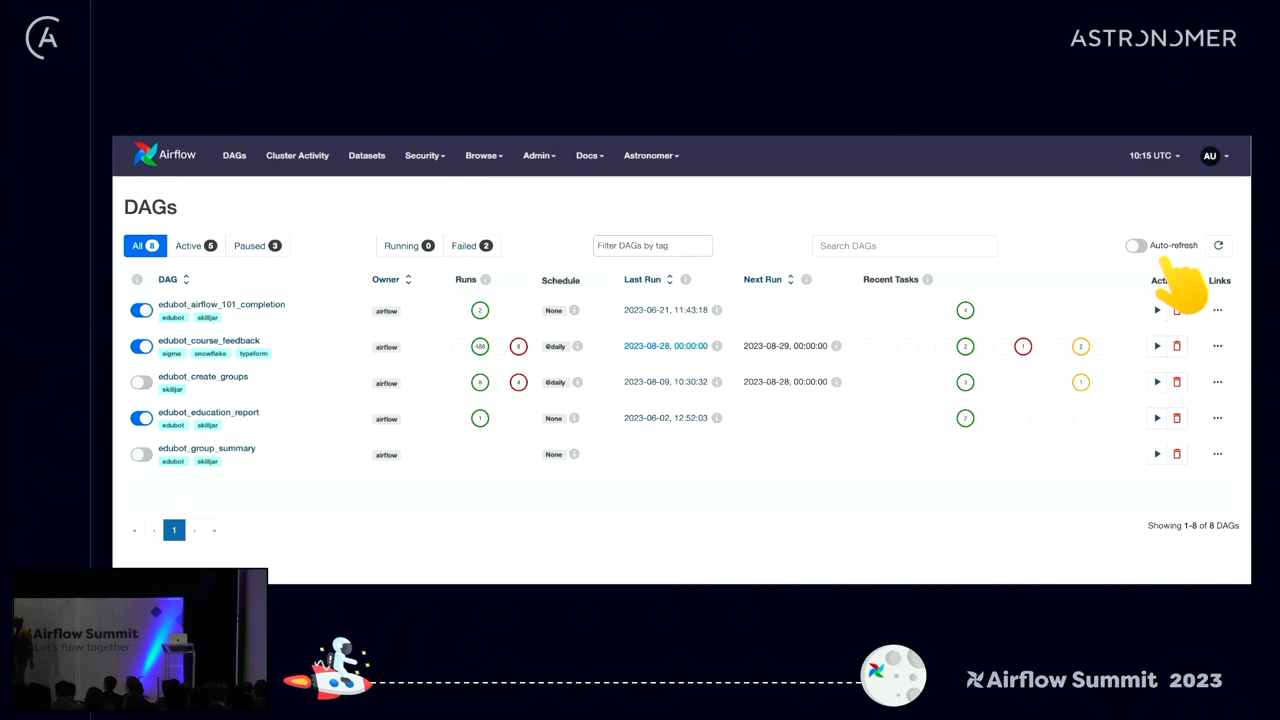 ASTRONOMER
Airflow DAGs Cluster Activity Datasets Security Browse Admin Docs Astronomer 10:15 UTC AU
DAGs
All 8 Active 5 Paused 3 Running 0 Failed 2 Filter DAGs by tag Search DAGs Auto-refresh
DAG Owner Runs Schedule Last Run Next Run Recent Tasks Links
edubot_airflow_101_completion airflow 2 None 2023-06-21, 11:43:18 4
edubot skilljar
edubot_course_feedback airflow 488 8 @daily 2023-08-28, 00:00:00 2023-08-29, 00:00:00 2 1 2
sigma snowflake typeform
edubot_create_groups airflow 8 4 @daily 2023-08-09, 10:30:32 2023-08-28, 00:00:00 3 1
skilljar
edubot_education_report airflow 1 None 2023-06-02, 12:52:03 2
edubot skilljar
edubot_group_summary airflow None
edubot skilljar
« ‹ 1 › »
Showing 1-8 of 8 DAGs
Airflow Summit
Let's flow together
Airflow Summit 2023